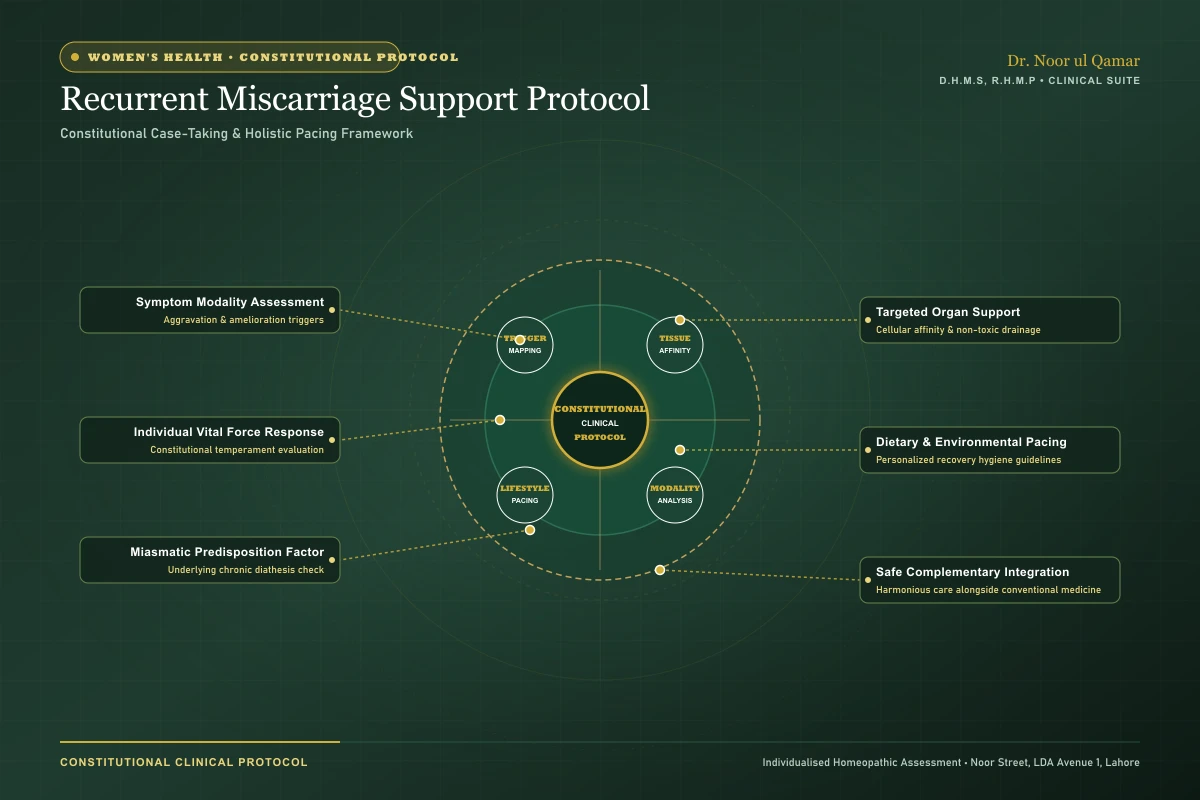 WOMEN'S HEALTH • CONSTITUTIONAL PROTOCOL
Recurrent Miscarriage Support Protocol
Constitutional Case-Taking & Holistic Pacing Framework
Dr. Noor ul Qamar
D.H.M.S, R.H.M.P • CLINICAL SUITE
Symptom Modality Assessment
Aggravation & amelioration triggers
Individual Vital Force Response
Constitutional temperament evaluation
Miasmatic Predisposition Factor
Underlying chronic diathesis check
TRIGGER
MAPPING
TISSUE
AFFINITY
CONSTITUTIONAL
CLINICAL
PROTOCOL
LIFESTYLE
PACING
MODALITY
ANALYSIS
Targeted Organ Support
Cellular affinity & non-toxic drainage
Dietary & Environmental Pacing
Personalized recovery hygiene guidelines
Safe Complementary Integration
Harmonious care alongside conventional medicine
CONSTITUTIONAL CLINICAL PROTOCOL
Individualised Homeopathic Assessment • Noor Street, LDA Avenue 1, Lahore